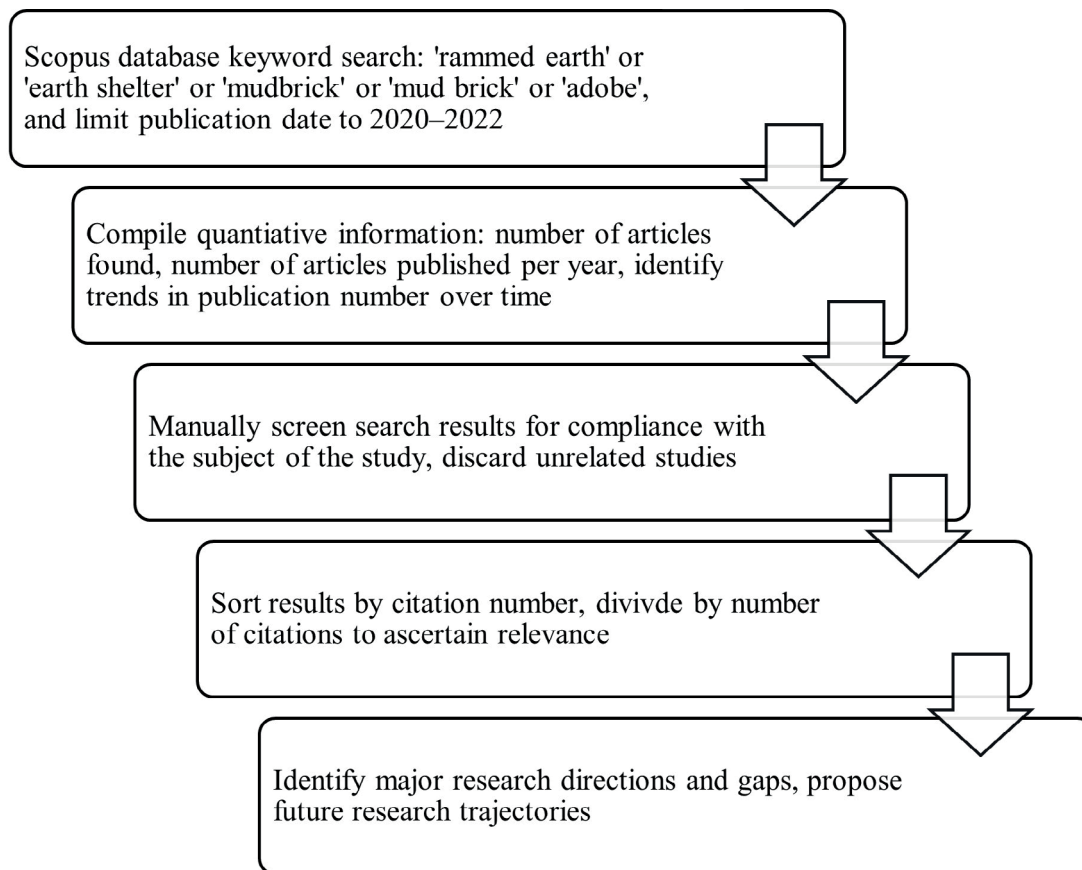 Scopus database keyword search: 'rammed earth' or
'earth shelter' or 'mudbrick' or 'mud brick' or 'adobe',
and limit publication date to 2020–2022
Compile quantiative information: number of articles
found, number of articles published per year, identify
trends in publication number over time
Manually screen search results for compliance with
the subject of the study, discard unrelated studies
Sort results by citation number, divivde by number
of citations to ascertain relevance
Identify major research directions and gaps, propose
future research trajectories